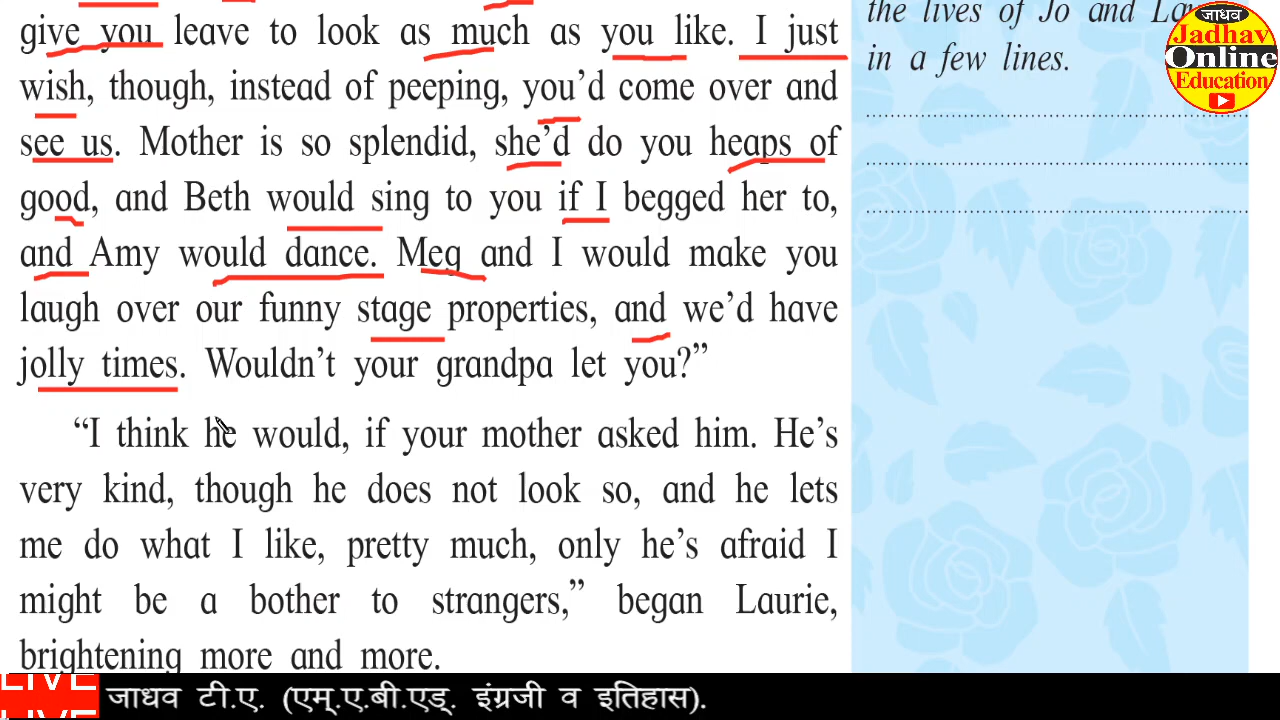 give you leave to look as much as you like. I just
wish, though, instead of peeping, you’d come over and
see us. Mother is so splendid, she’d do you heaps of
good, and Beth would sing to you if I begged her to,
and Amy would dance. Meg and I would make you
laugh over our funny stage properties, and we’d have
jolly times. Wouldn’t your grandpa let you?”
“I think he would, if your mother asked him. He’s
very kind, though he does not look so, and he lets
me do what I like, pretty much, only he’s afraid I
might be a bother to strangers,” began Laurie,
brightening more and more.
the lives of Jo and
in a few lines.
जाधव
Jadhav
Online
Education
LIVE
जाधव टी.ए. (एम्.ए.बी.एड्. इंग्रजी व इतिहास).